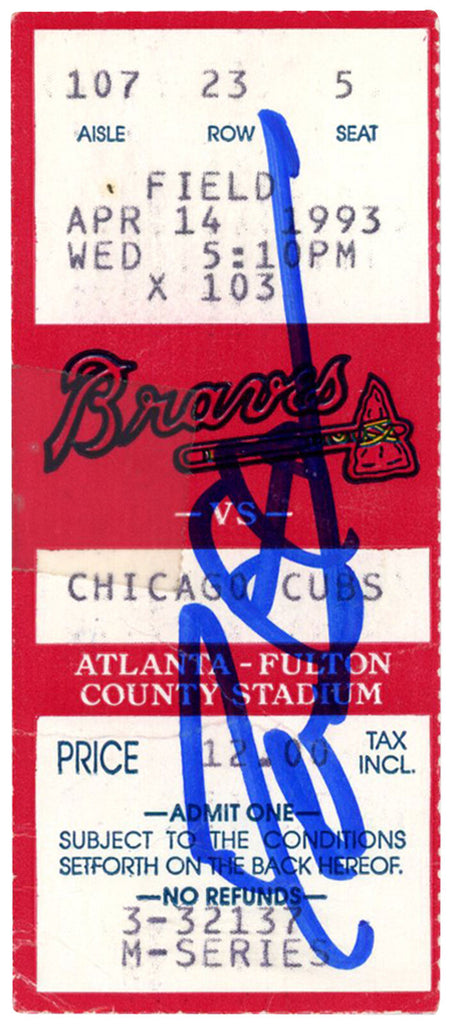 107 23 5
AISLE ROW SEAT
FIELD
APR 14 1993
WED 5:10PM
X 103
Braves
-VS-
CHICAGO CUBS
ATLANTA - FULTON
COUNTY STADIUM
PRICE 12.00 TAX
INCL.
—ADMIT ONE—
SUBJECT TO THE CONDITIONS
SETFORTH ON THE BACK HEREOF.
—NO REFUNDS—
3-32137
M-SERIES